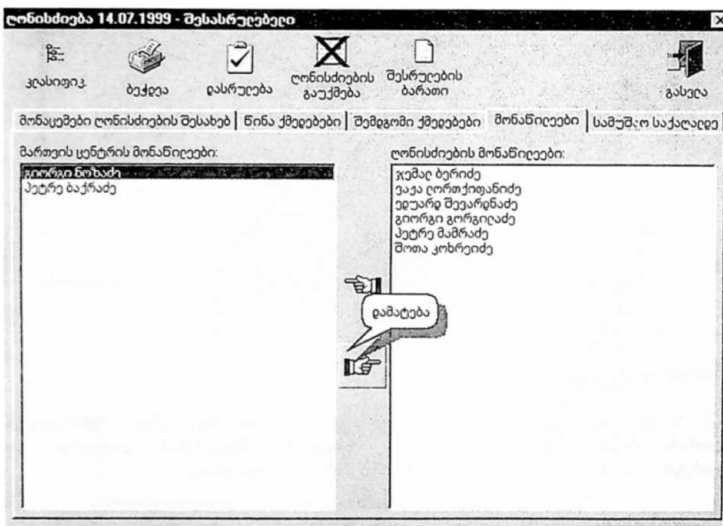 ღონისძიება 14.07.1999 - შესასრულებელი
კლასიფიკ.
ბეჭდვა
დასრულება
ღონისძიების გაუქმება
შესრულების ბარათი
გასვლა
მონაცემები ღონისძიების შესახებ
წინა ქმედებები
შემდგომი ქმედებები
მონაწილეები
სამუშაო საქაღალდე
მართვის ცენტრის მონაწილეები:
გიორგი ნოზაძე
პეტრე ბაქრაძე
ღონისძიების მონაწილეები:
ჯემალ ბერიძე
ვაჟა ლორთქიფანიძე
ედუარდ შევარდნაძე
გიორგი გორგილაძე
პეტრე მამრაძე
შოთა კოხრეიძე
დამატება